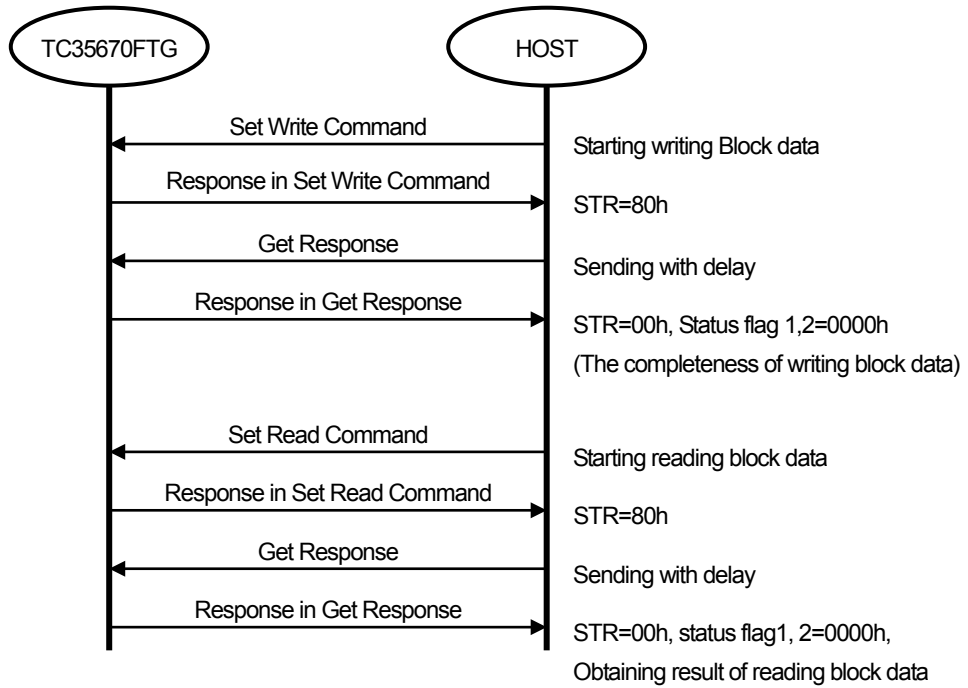 TC35670FTG
HOST
Set Write Command
Starting writing Block data
Response in Set Write Command
STR=80h
Get Response
Sending with delay
Response in Get Response
STR=00h, Status flag 1,2=0000h
(The completeness of writing block data)
Set Read Command
Starting reading block data
Response in Set Read Command
STR=80h
Get Response
Sending with delay
Response in Get Response
STR=00h, status flag1, 2=0000h,
Obtaining result of reading block data